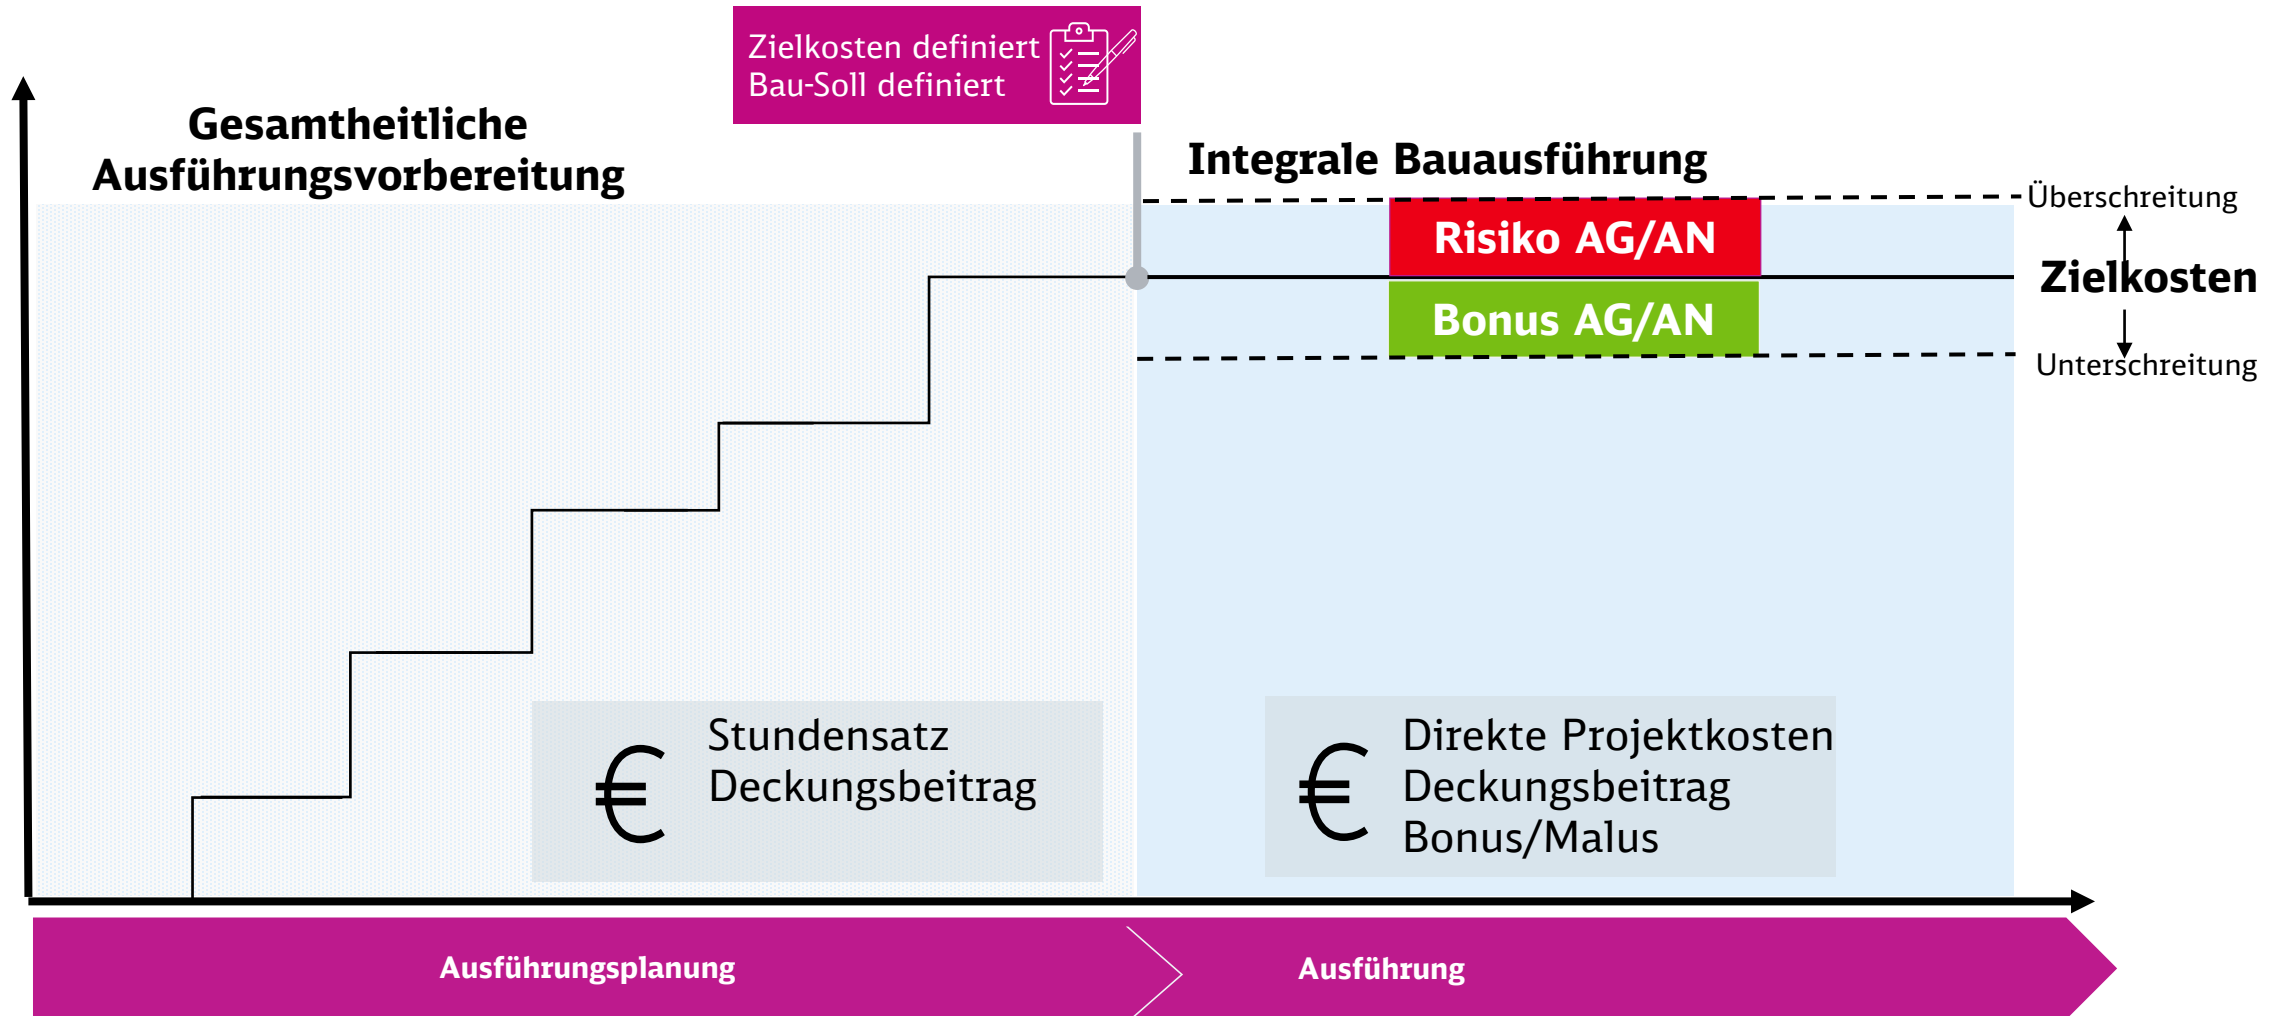 Zielkosten definiert
Bau-Soll definiert
Gesamtheitliche
Ausführungsvorbereitung
Integrale Bauausführung
Überschreitung
Risiko AG/AN
Zielkosten
Bonus AG/AN
Unterschreitung
€
Stundensatz
Deckungsbeitrag
€
Direkte Projektkosten
Deckungsbeitrag
Bonus/Malus
Ausführungsplanung
Ausführung